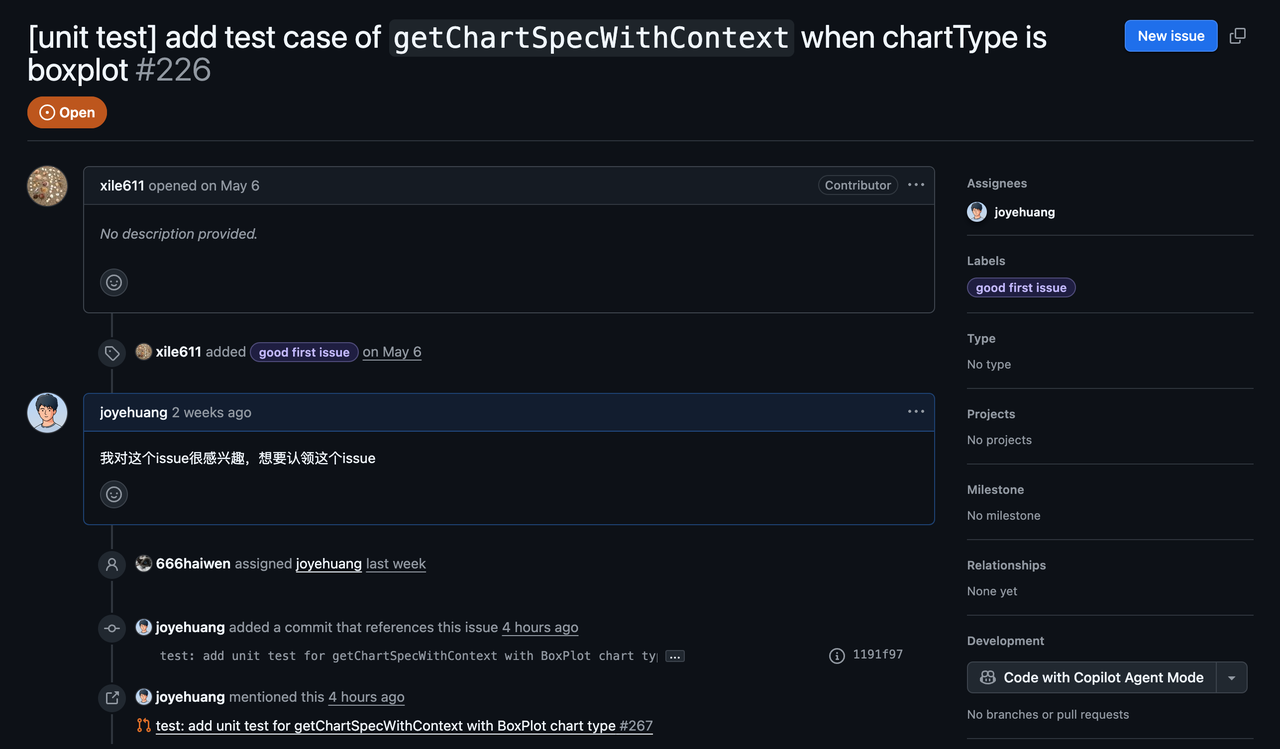 [unit test] add test case of getChartSpecWithContext when chartType is
boxplot #226
New issue
Open
xile611 opened on May 6
Contributor
No description provided.
xile611 added good first issue on May 6
joyehuang 2 weeks ago
我对这个issue很感兴趣，想要认领这个issue
666haiwen assigned joyehuang last week
joyehuang added a commit that references this issue 4 hours ago
test: add unit test for getChartSpecWithContext with BoxPlot chart ty
...
1191f97
joyehuang mentioned this 4 hours ago
test: add unit test for getChartSpecWithContext with BoxPlot chart type #267
Assignees
joyehuang
Labels
good first issue
Type
No type
Projects
No projects
Milestone
No milestone
Relationships
None yet
Development
Code with Copilot Agent Mode
No branches or pull requests